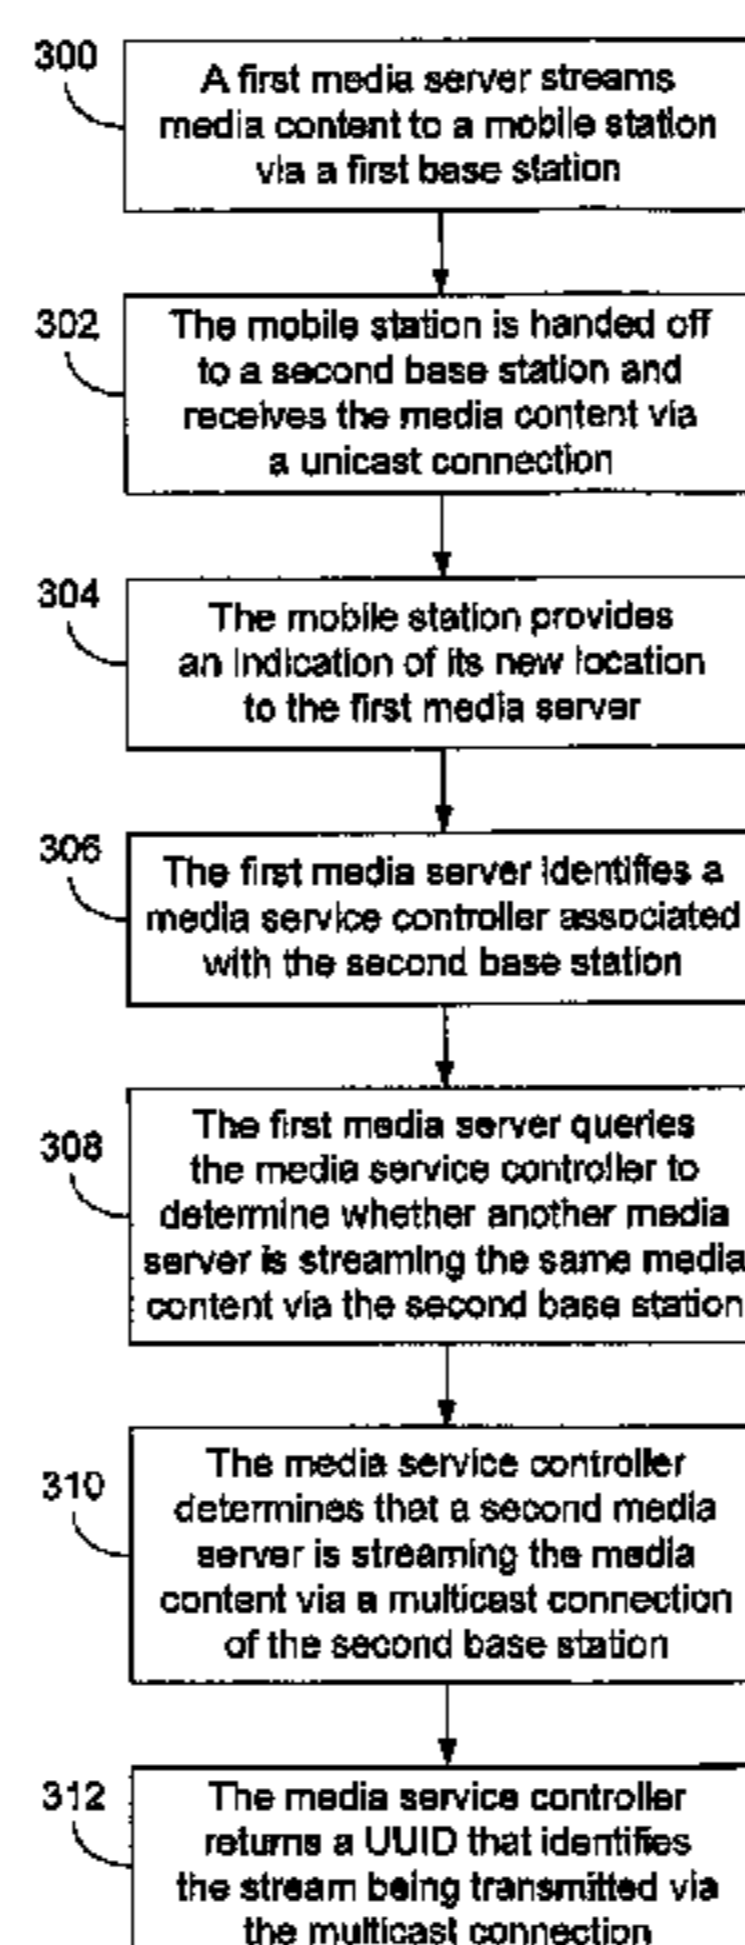 300
A first media server streams
media content to a mobile station
via a first base station
302
The mobile station is handed off
to a second base station and
receives the media content via
a unicast connection
304
The mobile station provides
an indication of its new location
to the first media server
306
The first media server identifies a
media service controller associated
with the second base station
308
The first media server queries
the media service controller to
determine whether another media
server is streaming the same media
content via the second base station
310
The media service controller
determines that a second media
server is streaming the media
content via a multicast connection
of the second base station
312
The media service controller
returns a UUID that identifies
the stream being transmitted via
the multicast connection